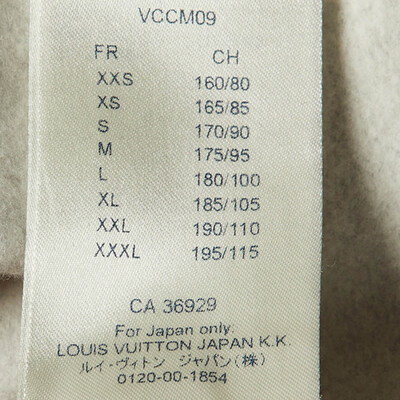 VCCM09
FR CH
XXS 160/80
XS 165/85
S 170/90
M 175/95
L 180/100
XL 185/105
XXL 190/110
XXXL 195/115
CA 36929
For Japan only:
LOUIS VUITTON JAPAN K.K.
ルイ・ヴィトン ジャパン(株)
0120-00-1854